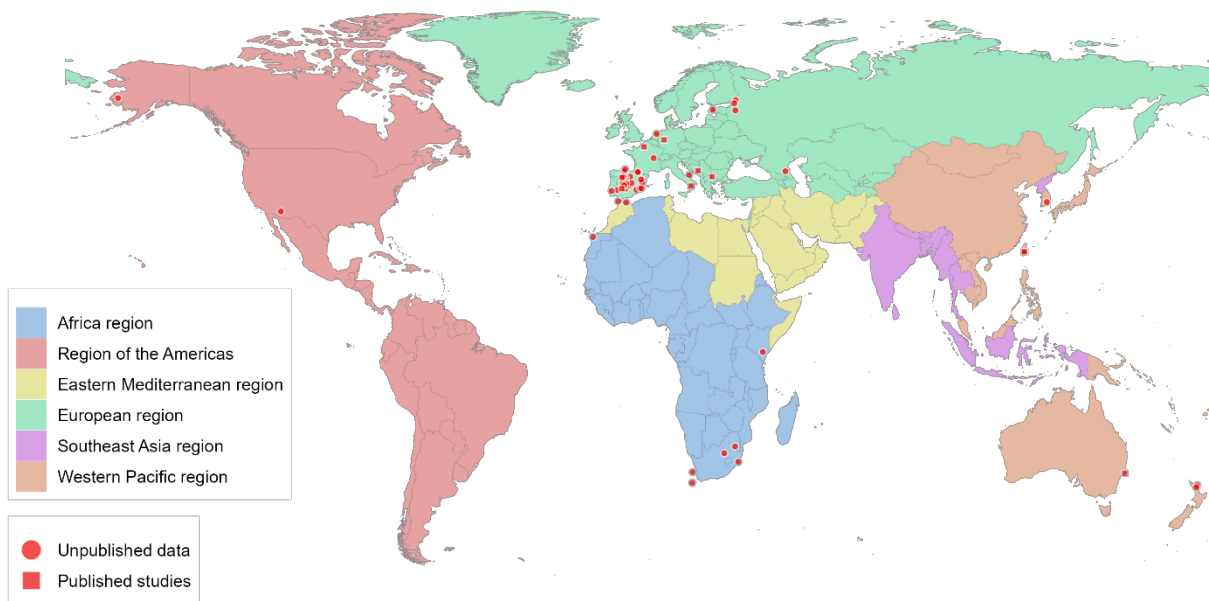 Africa region
Region of the Americas
Eastern Mediterranean region
European region
Southeast Asia region
Western Pacific region
Unpublished data
Published studies